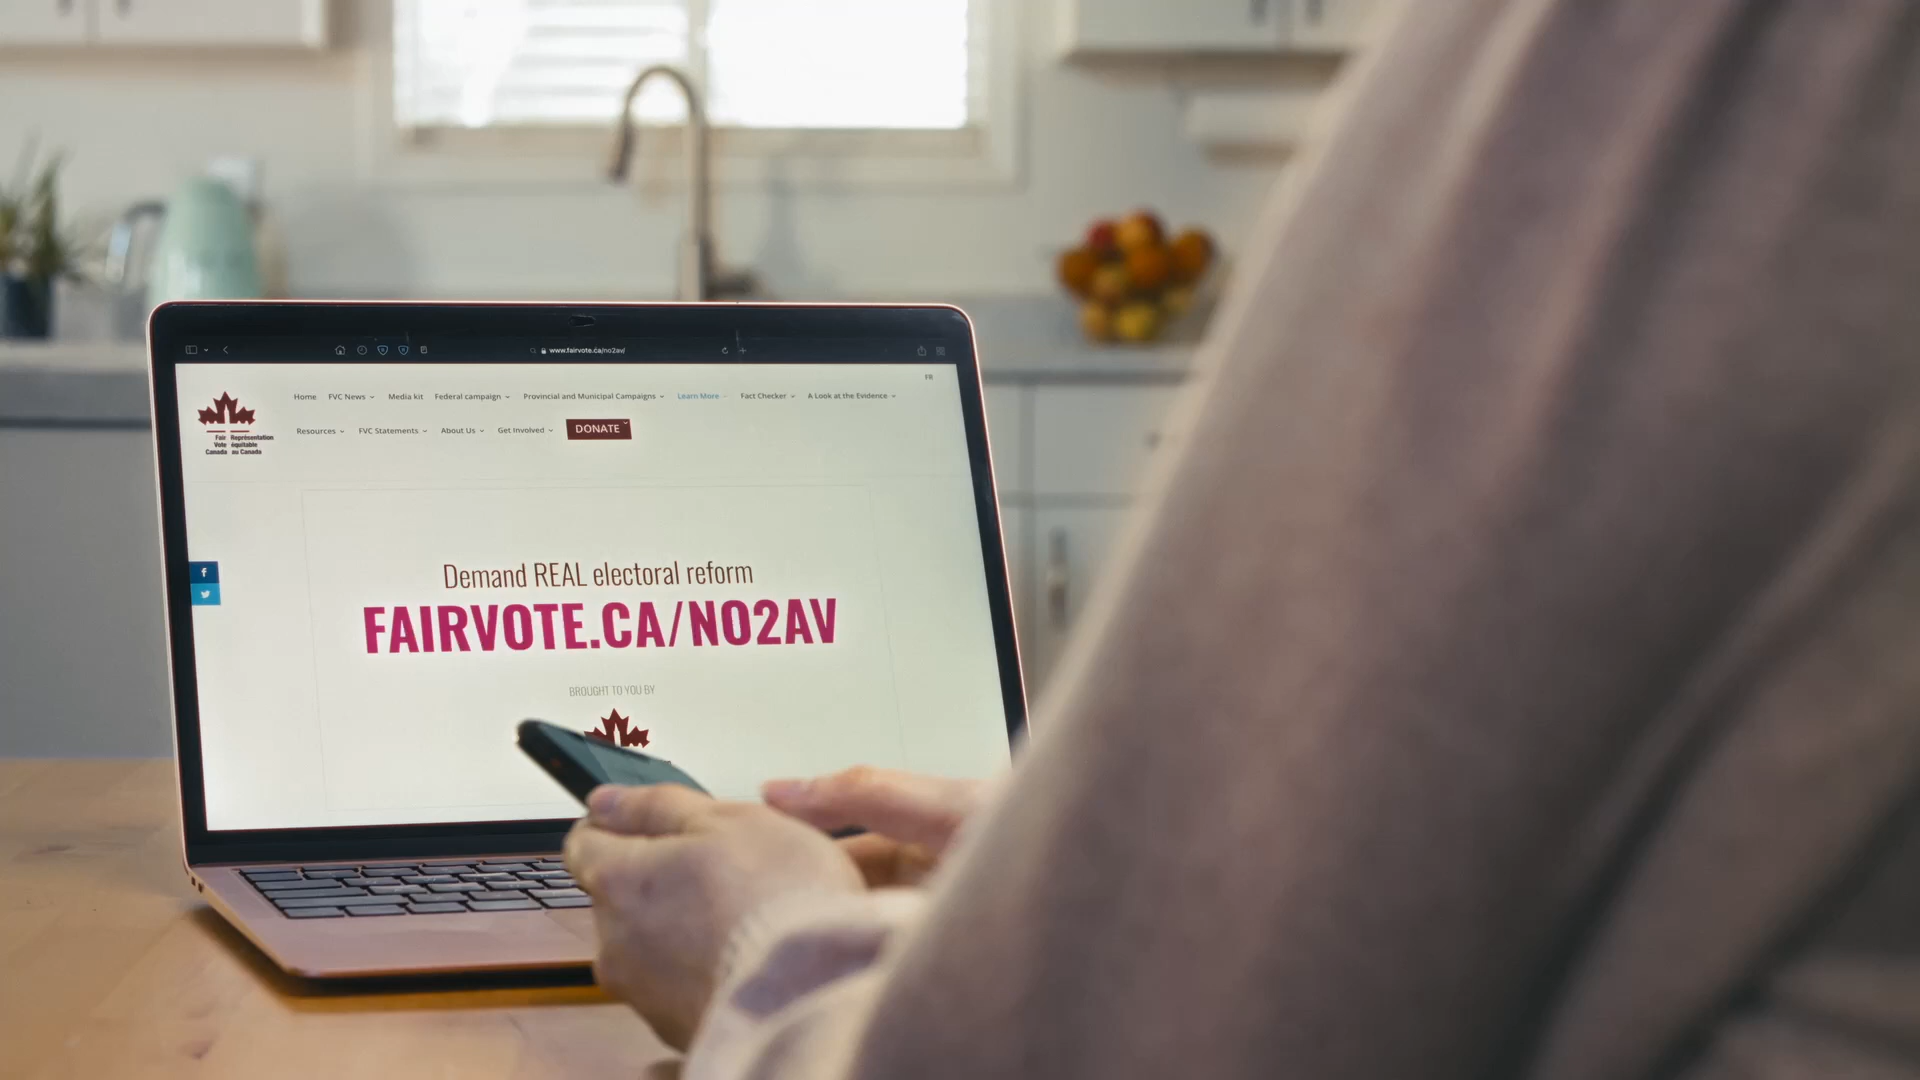 www.fairvote.ca/no2av/
FR
Home FVC News Media kit Federal campaign Provincial and Municipal Campaigns Learn More Fact Checker A Look at the Evidence
Resources FVC Statements About Us Get Involved DONATE
Fair Représentation
Vote équitable
Canada au Canada
Demand REAL electoral reform
FAIRVOTE.CA/NO2AV
BROUGHT TO YOU BY